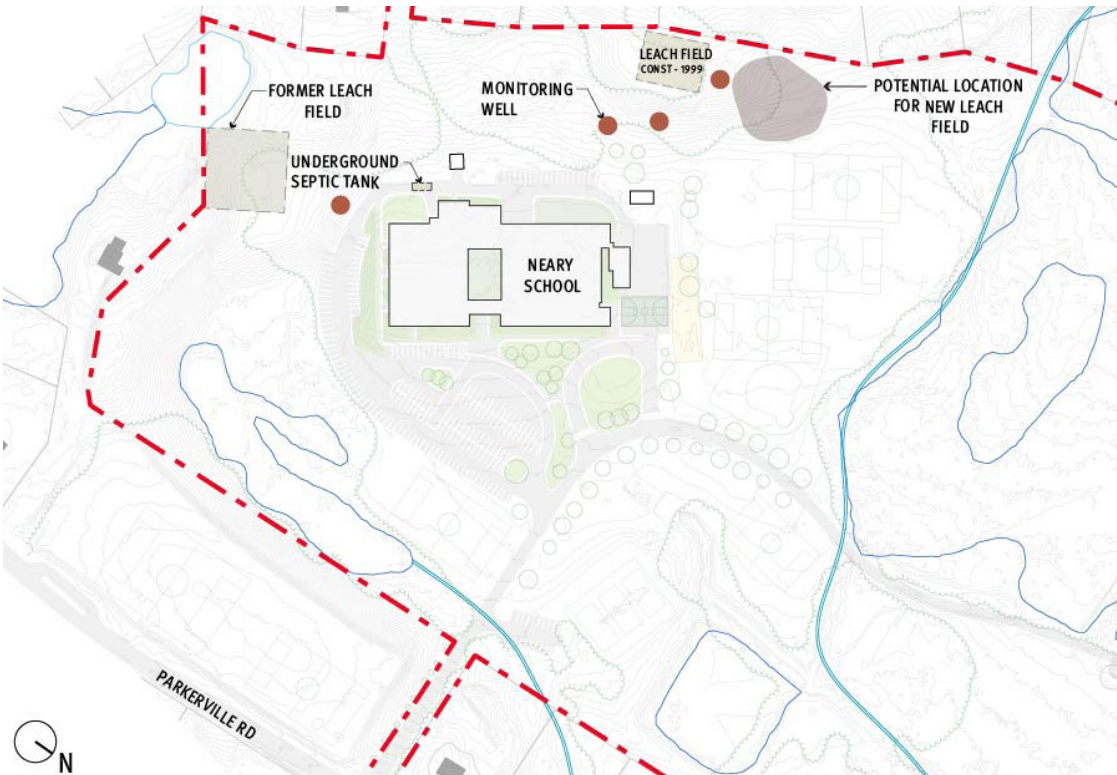 LEACH FIELD
CONST - 1999
FORMER LEACH
FIELD
MONITORING
WELL
POTENTIAL LOCATION
FOR NEW LEACH
FIELD
UNDERGROUND
SEPTIC TANK
NEARY
SCHOOL
PARKERVILLE RD
N